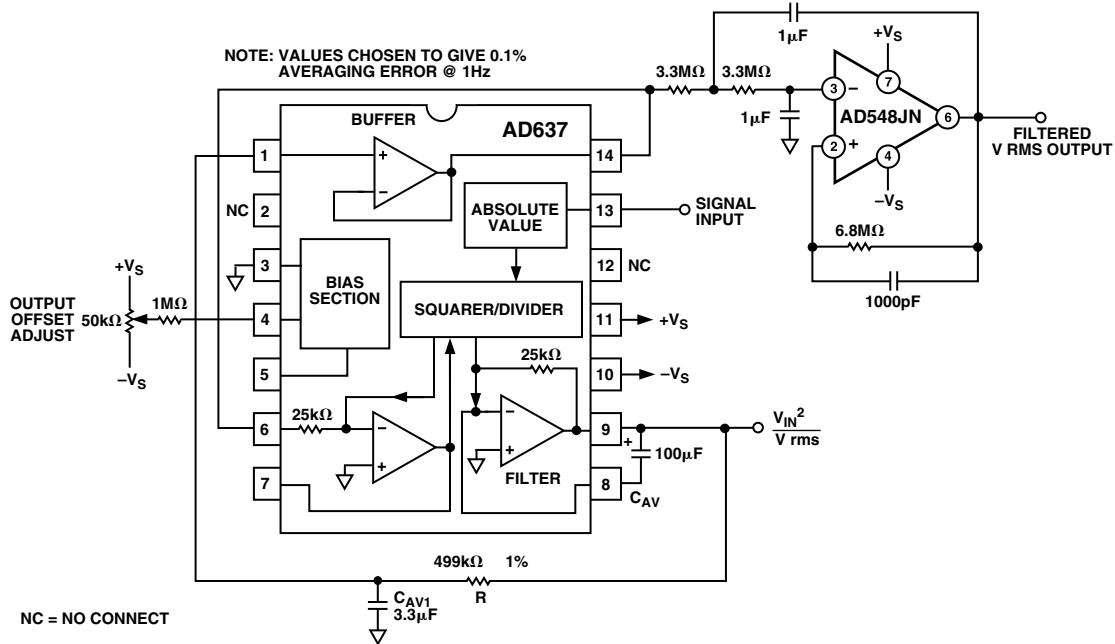 NOTE: VALUES CHOSEN TO GIVE 0.1%
AVERAGING ERROR @ 1Hz
1µF
+VS
3.3MΩ
3.3MΩ
1µF
3
–
7
AD548JN
6
2
+
4
–VS
FILTERED
V RMS OUTPUT
6.8MΩ
1000pF
BUFFER
AD637
1
+
–
14
NC
2
ABSOLUTE
VALUE
13
SIGNAL
INPUT
3
BIAS
SECTION
12
NC
+VS
OUTPUT
OFFSET
ADJUST
50kΩ
1MΩ
–VS
4
SQUARER/DIVIDER
11
+VS
5
25kΩ
10
–VS
6
25kΩ
–
+
–
+
FILTER
9
+
100µF
VIN2
V rms
7
8
CAV
499kΩ 1%
R
CAV1
3.3µF
NC = NO CONNECT